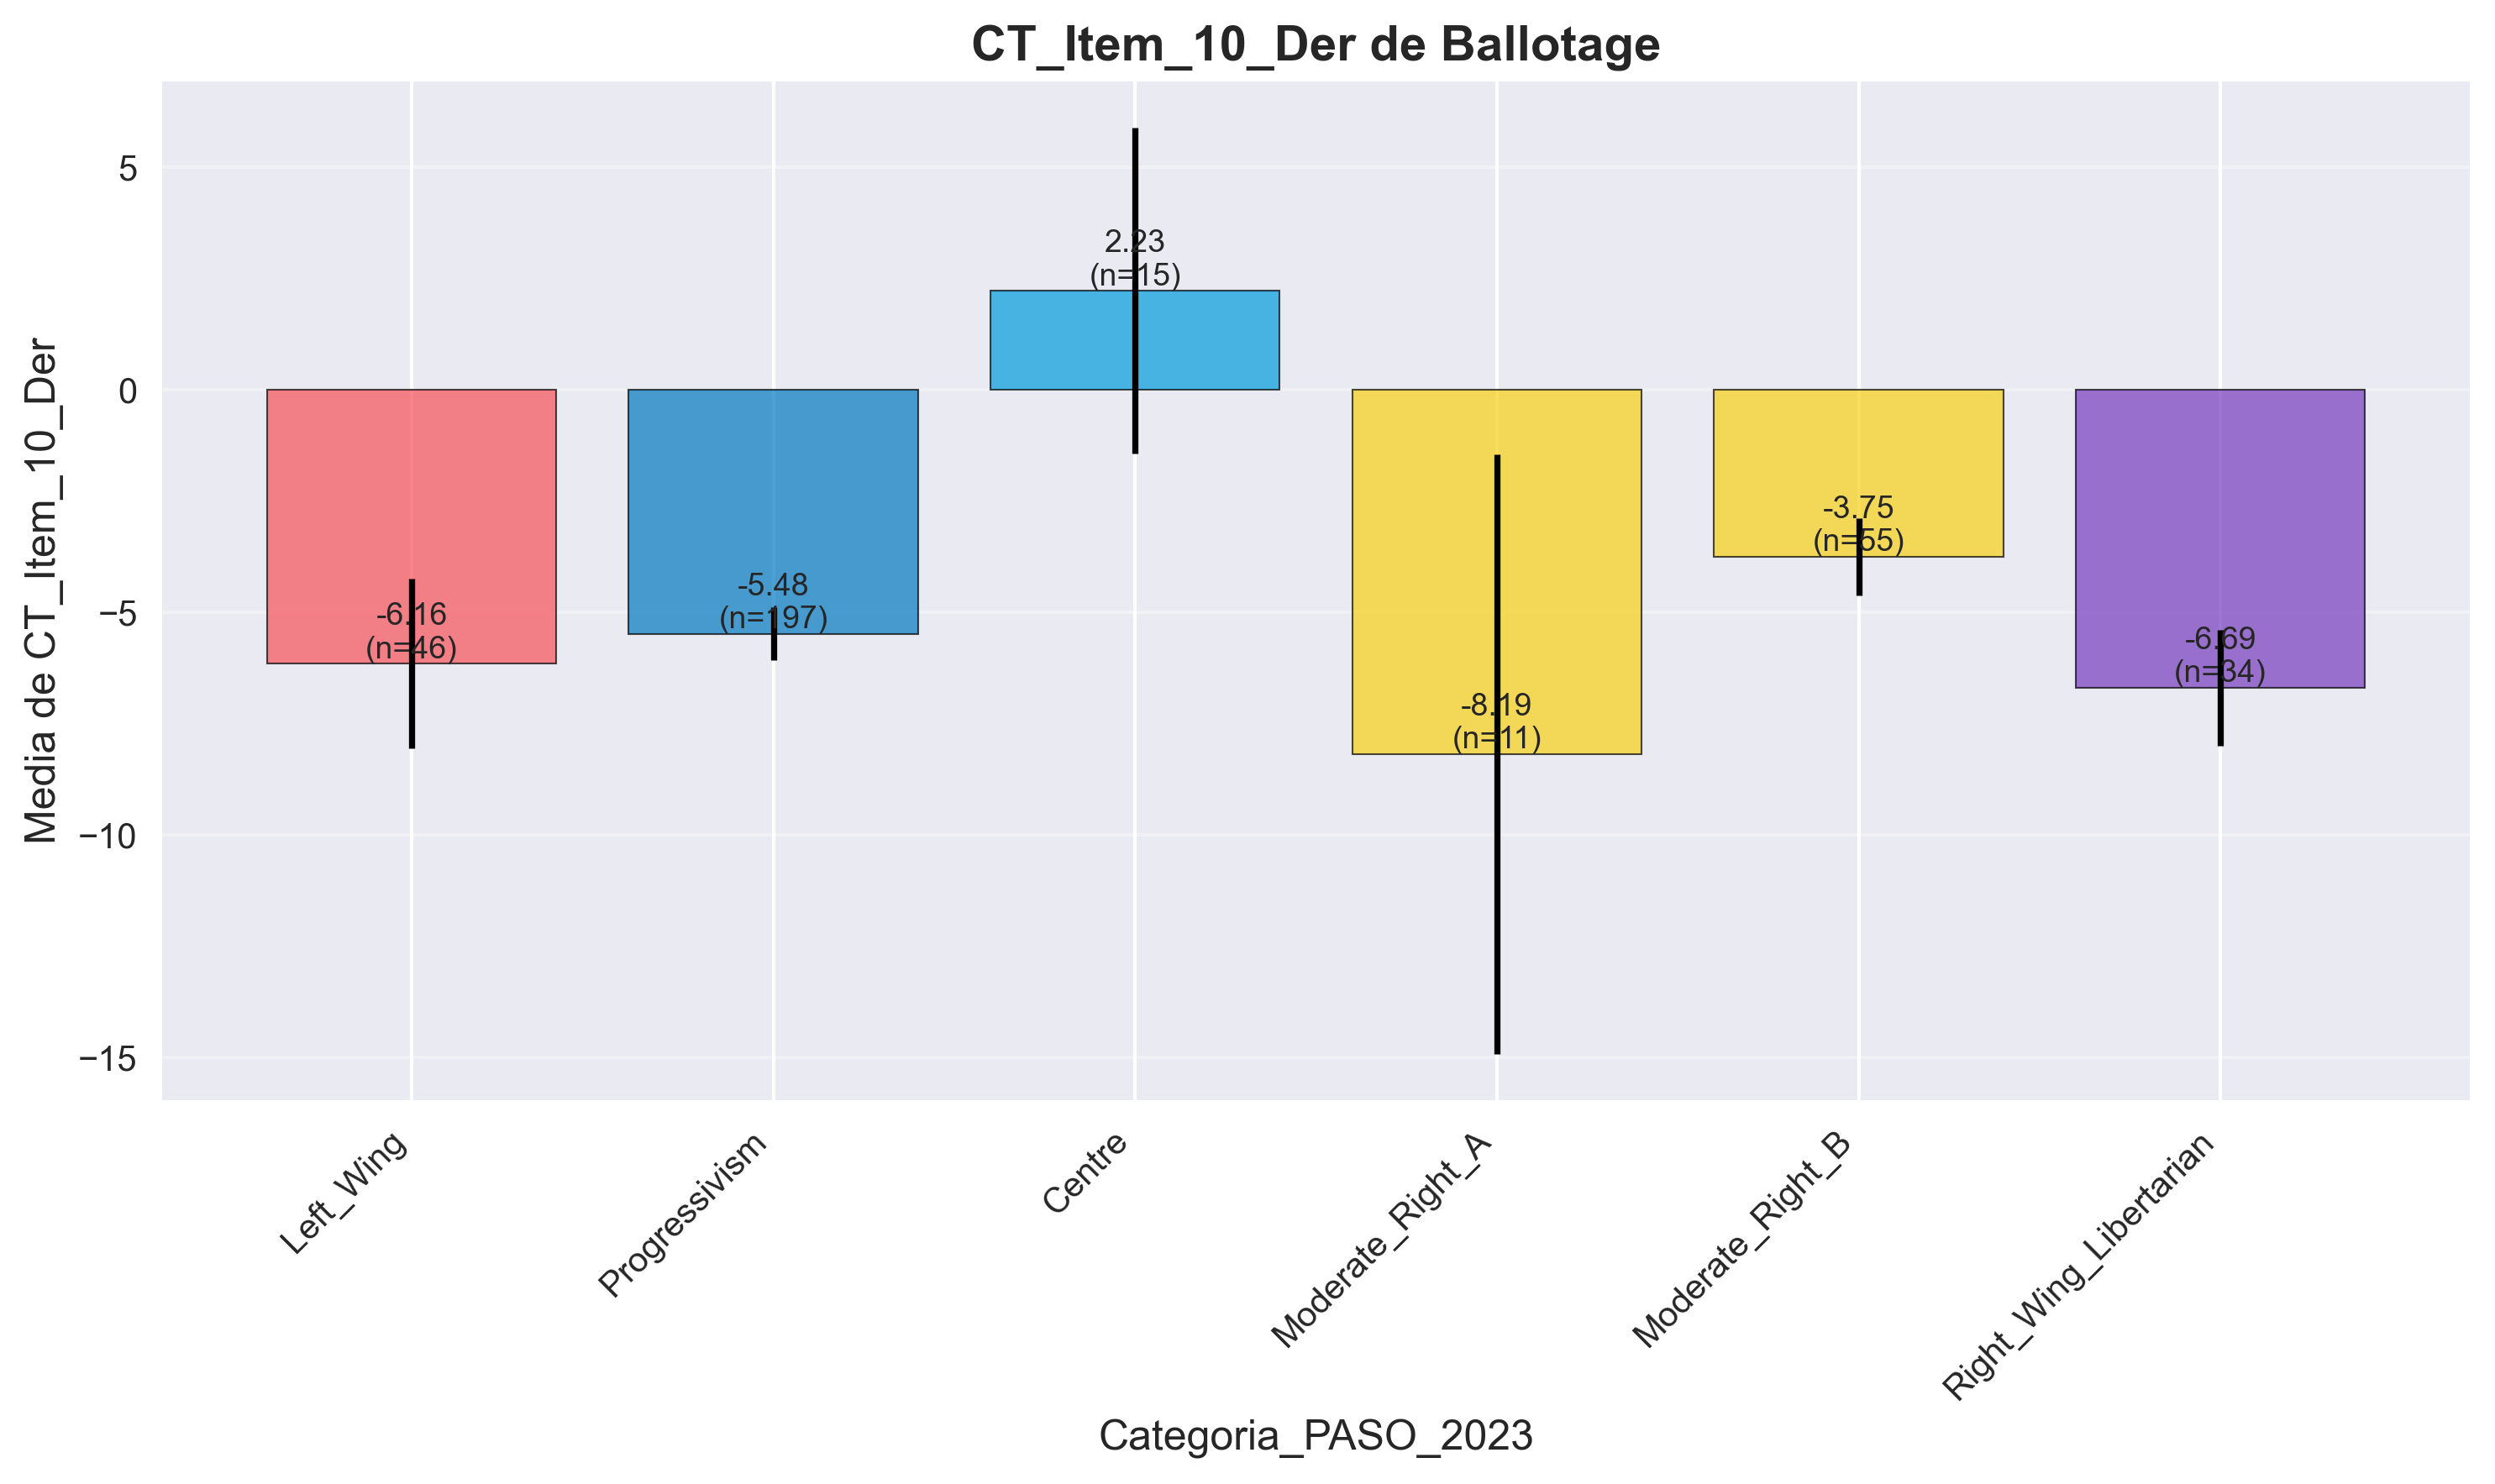 CT_Item_10_Der de Ballotage
Media de CT_Item_10_Der
5
0
−5
−10
−15
-6.16
(n=46)
-5.48
(n=197)
2.23
(n=15)
-8.19
(n=11)
-3.75
(n=55)
-6.69
(n=34)
Left_Wing
Progressivism
Centre
Moderate_Right_A
Moderate_Right_B
Right_Wing_Libertarian
Categoria_PASO_2023